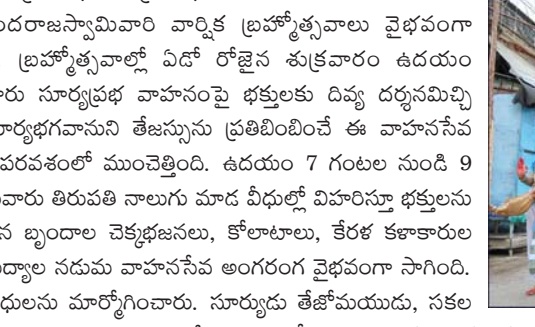 దరాజస్వామివారి వార్షిక బ్రహ్మోత్సవాలు వైభవంగా
బ్రహ్మోత్సవాల్లో ఏడో రోజైన శుక్రవారం ఉదయం
రు సూర్యప్రభ వాహనంపై భక్తులకు దివ్య దర్శనమిచ్చి
ర్యభగవానుని తేజస్సును ప్రతిబింబించే ఈ వాహనసేవ
పరవశంలో ముంచెత్తింది. ఉదయం 7 గంటల నుండి 9
వారు తిరుపతి నాలుగు మాడ వీధుల్లో విహరిస్తూ భక్తులను
న బృందాల చెక్కభజనలు, కోలాటాలు, కేరళ కళాకారుల
ద్యాల నడుమ వాహనసేవ అంగరంగ వైభవంగా సాగింది.
ధులను మార్మోగించారు. సూర్యుడు తేజోమయుడు, సకల